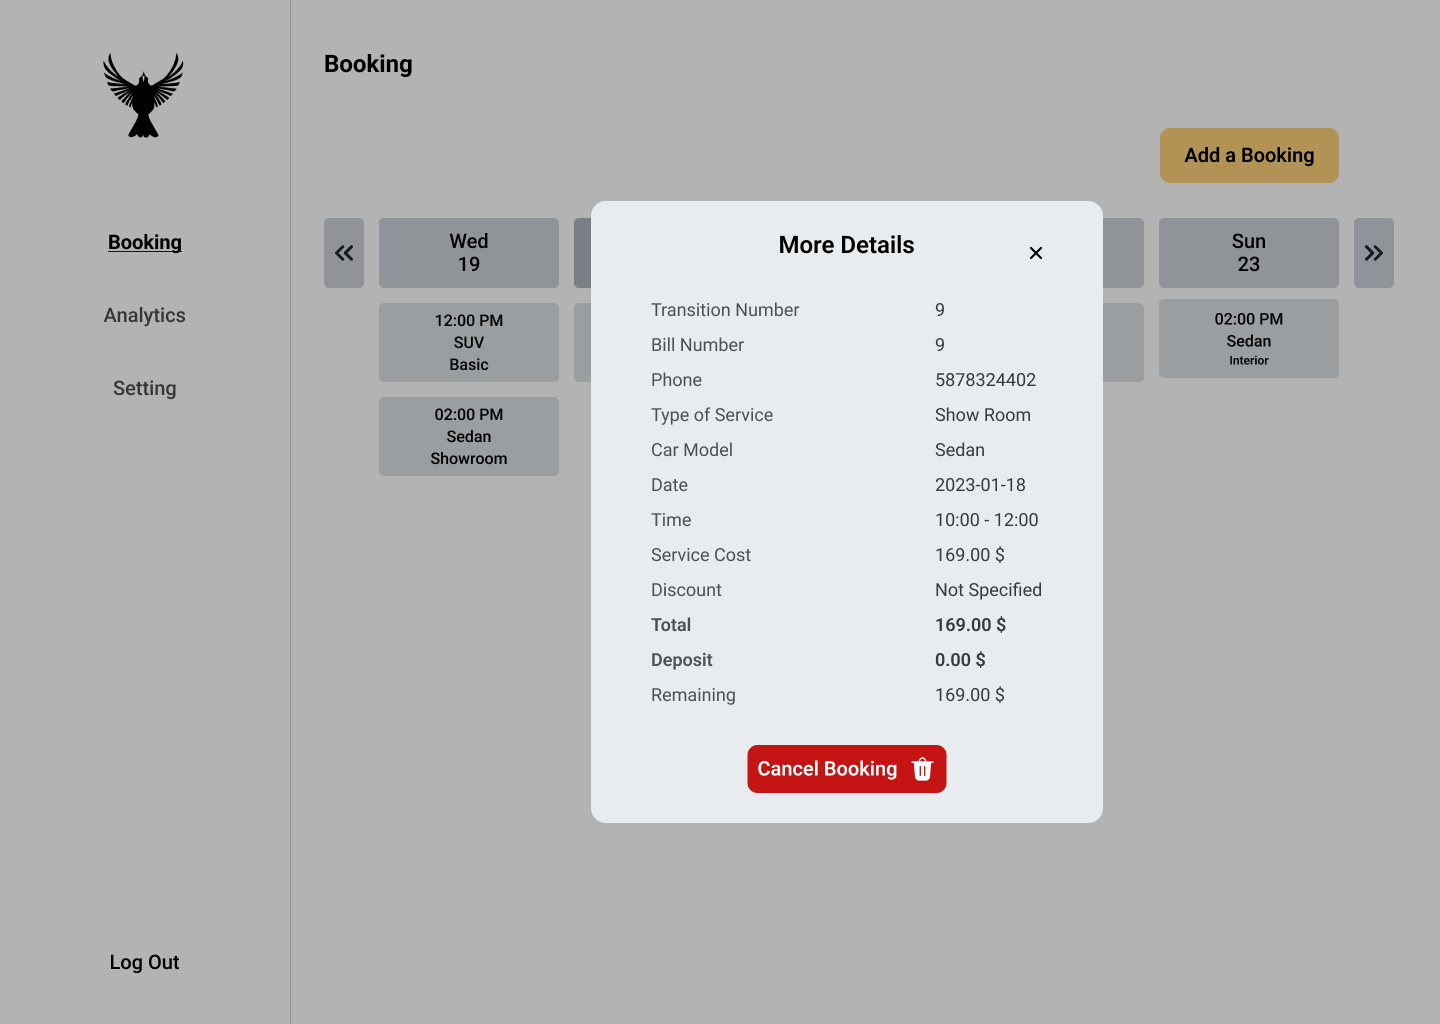 Booking
Add a Booking
Booking
Analytics
Setting
Log Out
Wed
19
12:00 PM
SUV
Basic
02:00 PM
Sedan
Showroom
Sun
23
02:00 PM
Sedan
Interior
More Details
Transition Number 9
Bill Number 9
Phone 5878324402
Type of Service Show Room
Car Model Sedan
Date 2023-01-18
Time 10:00 - 12:00
Service Cost 169.00 $
Discount Not Specified
Total 169.00 $
Deposit 0.00 $
Remaining 169.00 $
Cancel Booking